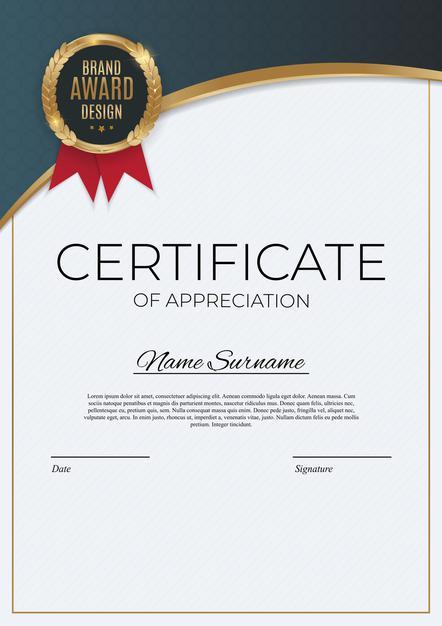 BRAND
AWARD
DESIGN
CERTIFICATE
OF APPRECIATION
Name Surname
Lorem ipsum dolor sit amet, consectetuer adipiscing elit. Aenean commodo ligula eget dolor. Aenean massa. Cum
sociis natoque penatibus et magnis dis parturient montes, nascetur ridiculus mus. Donec quam felis, ultricies nec,
pellentesque eu, pretium quis, sem. Nulla consequat massa quis enim. Donec pede justo, fringilla vel, aliquet nec,
vulputate eget, arcu. In enim justo, rhoncus ut, imperdiet a, venenatis vitae, justo. Nullam dictum felis eu pede mollis
pretium. Integer tincidunt.
Date
Signature